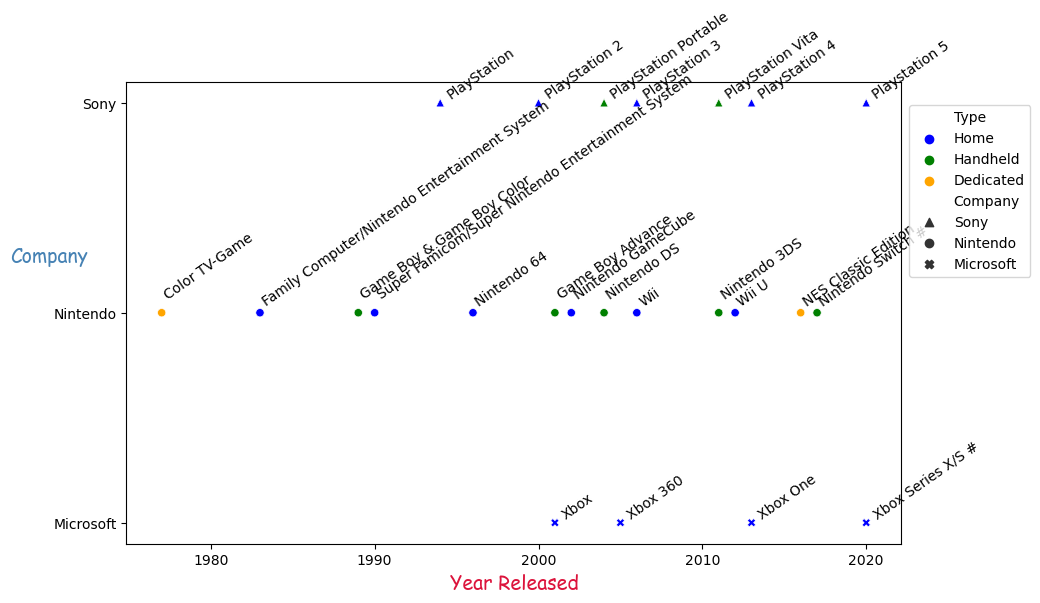 PlayStation
PlayStation 2
PlayStation Portable
PlayStation 3
PlayStation Vita
PlayStation 4
Playstation 5
Sony
Color TV-Game
Family Computer/Nintendo Entertainment System
Game Boy & Game Boy Color
Super Famicom/Super Nintendo Entertainment System
Nintendo 64
Game Boy Advance
Nintendo GameCube
Nintendo DS
Wii
Nintendo 3DS
Wii U
NES Classic Edition
Nintendo Switch #
Company
Nintendo
Xbox
Xbox 360
Xbox One
Xbox Series X/S #
Microsoft
1980
1990
2000
2010
2020
Year Released
Type
Home
Handheld
Dedicated
Company
Sony
Nintendo
Microsoft